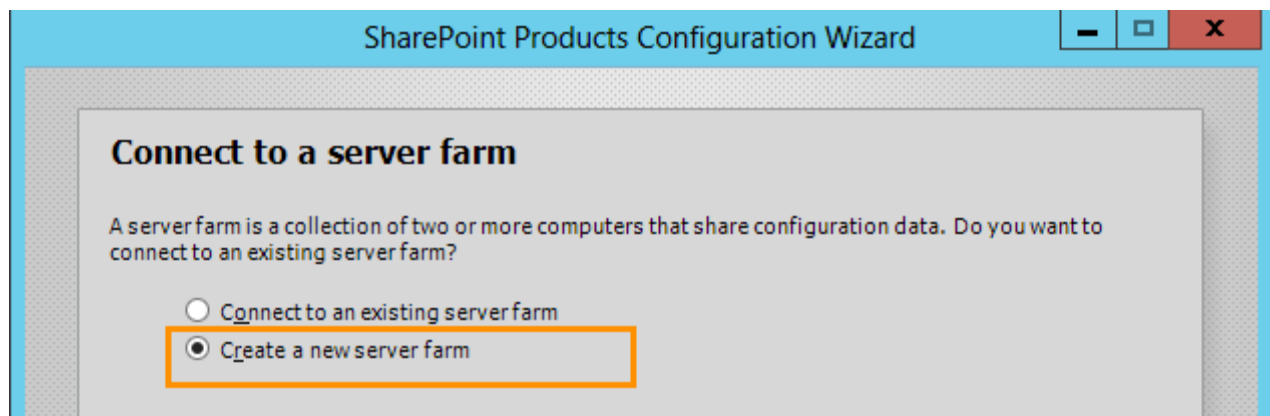 SharePoint Products Configuration Wizard
Connect to a server farm
A server farm is a collection of two or more computers that share configuration data. Do you want to
connect to an existing server farm?
Connect to an existing server farm
Create a new server farm